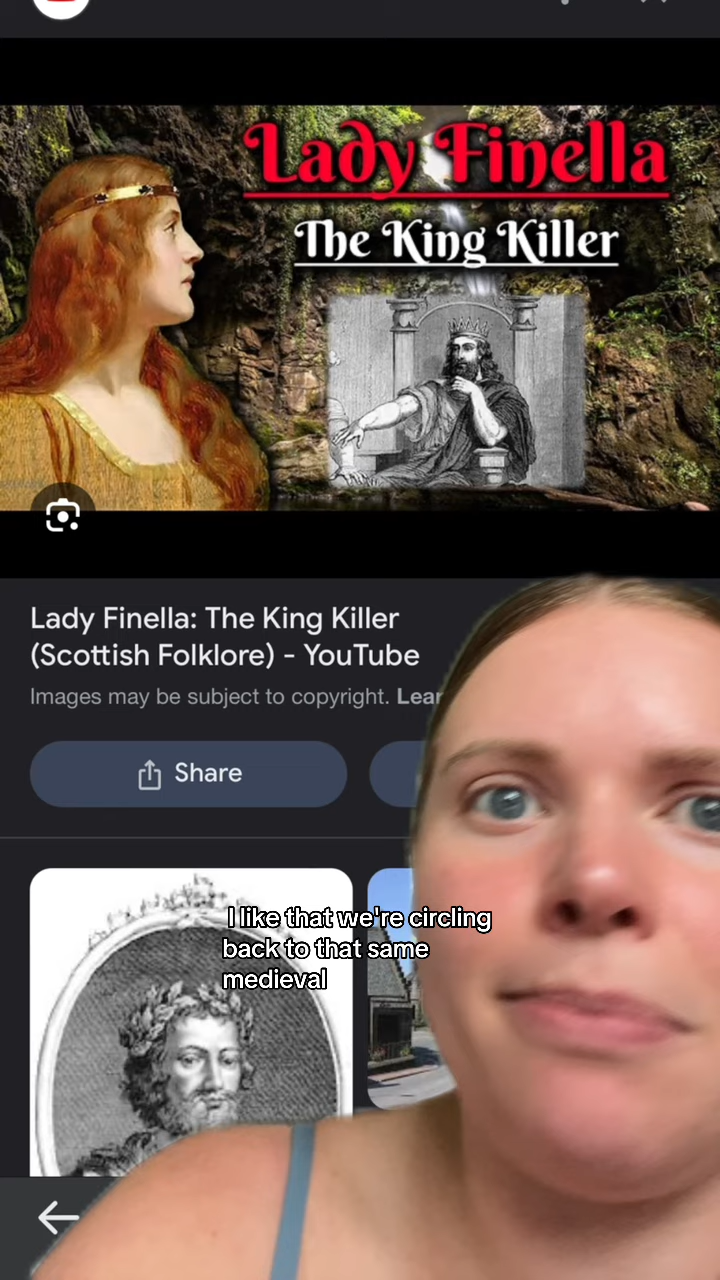 Lady Finella
The King Killer
Lady Finella: The King Killer
(Scottish Folklore) - YouTube
Images may be subject to copyright. Lear
Share
I like that we're circling
back to that same
medieval